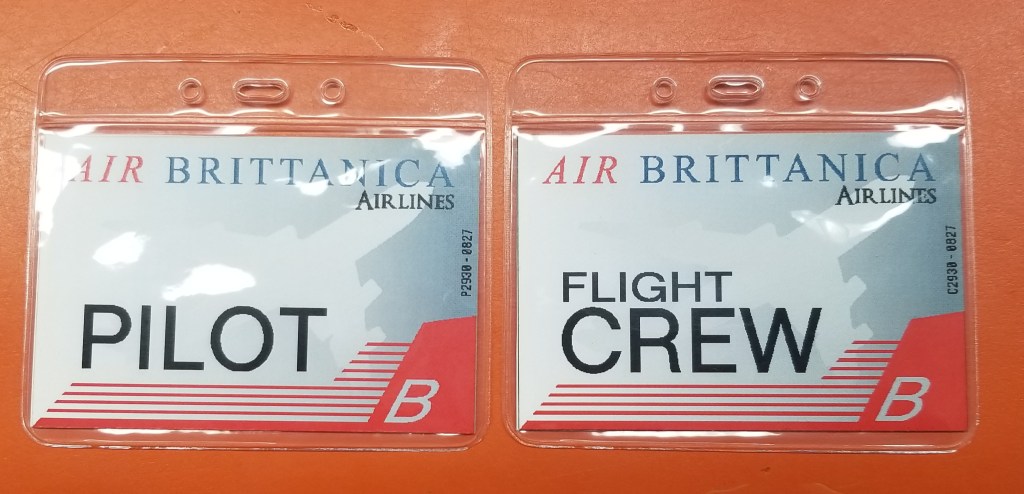 AIR BRITTANICA
AIRLINES
P2930-0827
PILOT
B
AIR BRITTANICA
AIRLINES
C2930-0827
FLIGHT
CREW
B